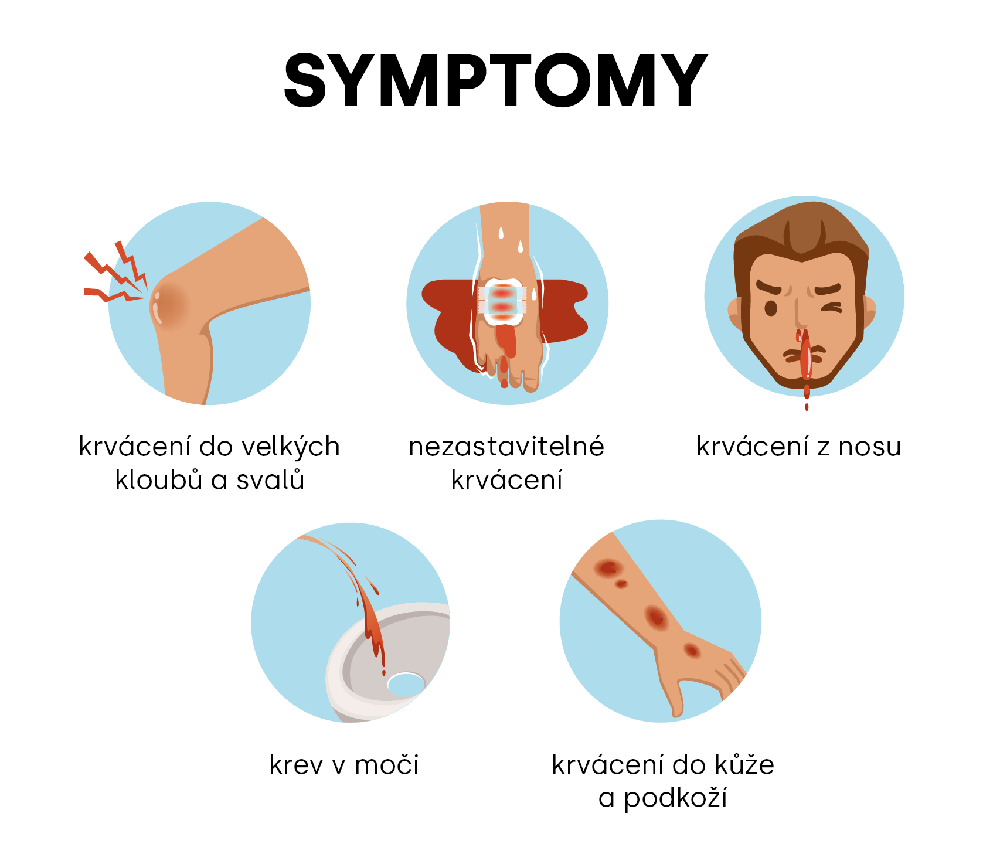 SYMPTOMY
krvácení do velkých
kloubů a svalů
nezastavitelné
krvácení
krvácení z nosu
krev v moči
krvácení do kůže
a podkoží